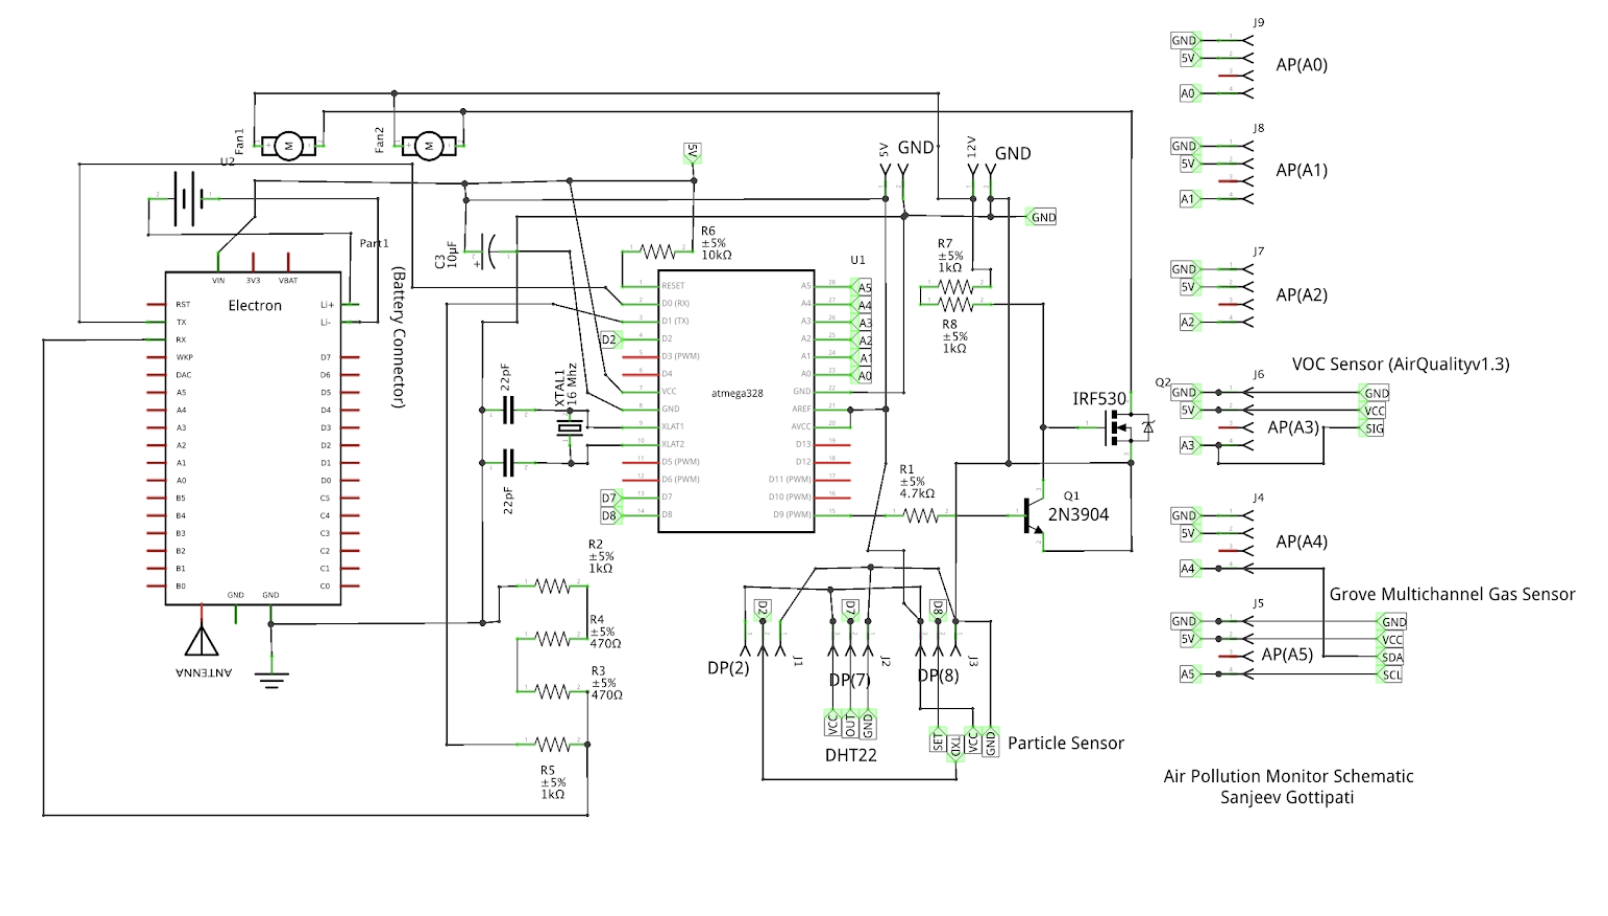 J9
GND
5V
AP(A0)
A0
J8
GND
5V
AP(A1)
A1
J7
GND
5V
AP(A2)
A2
VOC Sensor (AirQualityv1.3)
J6
GND
5V
AP(A3)
A3
GND
VCC
SIG
J4
GND
5V
AP(A4)
A4
Grove Multichannel Gas Sensor
J5
GND
5V
AP(A5)
A5
GND
VCC
SDA
SCL
Fan1
M
Fan2
M
U2
5V
5V
GND
12V
GND
GND
Part1
(Battery Connector)
VIN
3V3
VBAT
Electron
RST
TX
RX
WKP
DAC
A5
A4
A3
A2
A1
A0
B5
B4
B3
B2
B1
B0
Li+
Li-
D7
D6
D5
D4
D3
D2
D1
D0
C5
C4
C3
C2
C1
C0
GND
GND
ANTENNA
C3
10µF
+
R6
±5%
10kΩ
U1
atmega328
RESET
D0 (RX)
D1 (TX)
D2
D3 (PWM)
D4
VCC
GND
XLAT1
XLAT2
D5 (PWM)
D6 (PWM)
D7
D8
A5
A4
A3
A2
A1
A0
GND
AREF
AVCC
D13
D12
D11 (PWM)
D10 (PWM)
D9 (PWM)
D2
D7
D8
A5
A4
A3
A2
A1
A0
22pF
XTAL1
16 Mhz
22pF
R7
±5%
1kΩ
R8
±5%
1kΩ
Q2
IRF530
R1
±5%
4.7kΩ
Q1
2N3904
R2
±5%
1kΩ
R4
±5%
470Ω
R3
±5%
470Ω
R5
±5%
1kΩ
D2
D7
D8
DP(2)
J1
DP(7)
J2
DP(8)
J3
VCC
OUT
GND
DHT22
SET
TXD
VCC
GND
Particle Sensor
Air Pollution Monitor Schematic
Sanjeev Gottipati